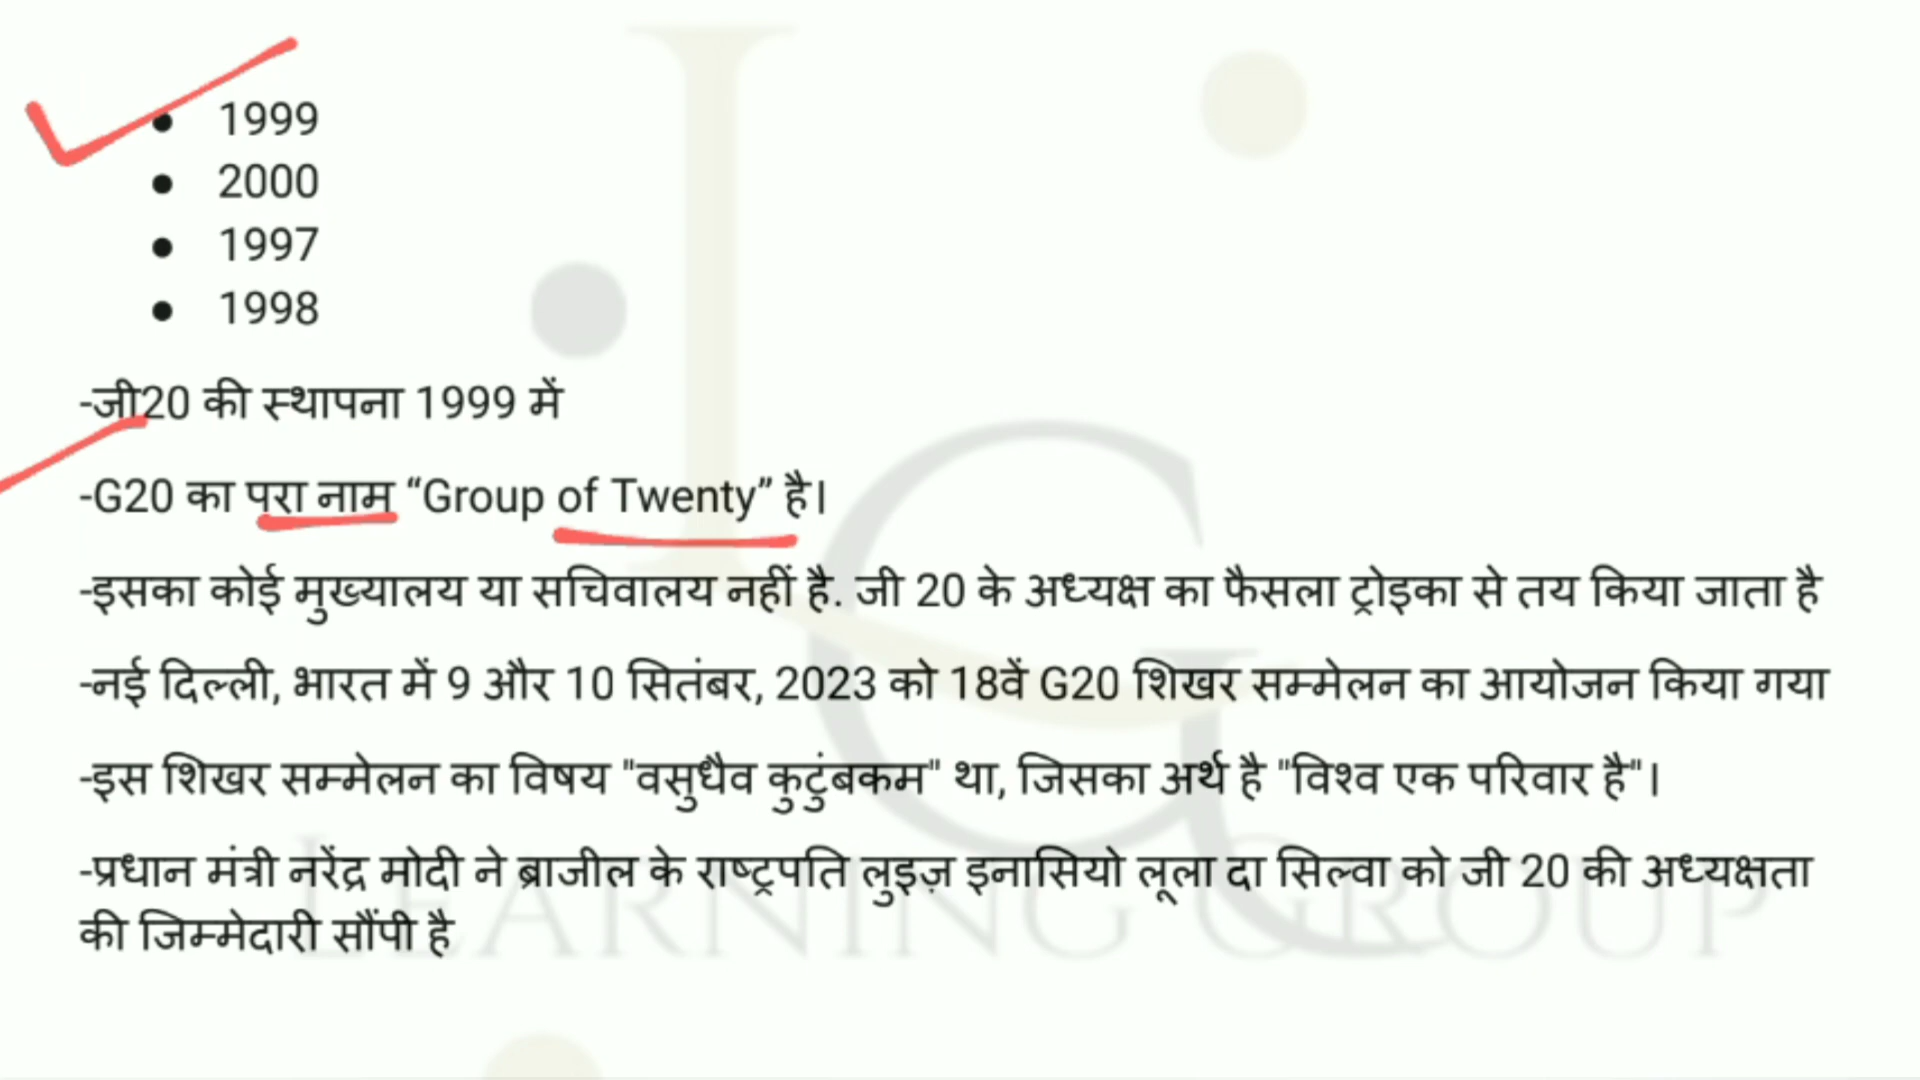 ● 1999
● 2000
● 1997
● 1998
-जी20 की स्थापना 1999 में
-G20 का पूरा नाम “Group of Twenty” है।
-इसका कोई मुख्यालय या सचिवालय नहीं है. जी 20 के अध्यक्ष का फैसला ट्रोइका से तय किया जाता है
-नई दिल्ली, भारत में 9 और 10 सितंबर, 2023 को 18वें G20 शिखर सम्मेलन का आयोजन किया गया
-इस शिखर सम्मेलन का विषय "वसुधैव कुटुंबकम" था, जिसका अर्थ है "विश्व एक परिवार है"।
-प्रधान मंत्री नरेंद्र मोदी ने ब्राजील के राष्ट्रपति लुइज़ इनासियो लूला दा सिल्वा को जी 20 की अध्यक्षता
की जिम्मेदारी सौंपी है
LG
LEARNING GROUP